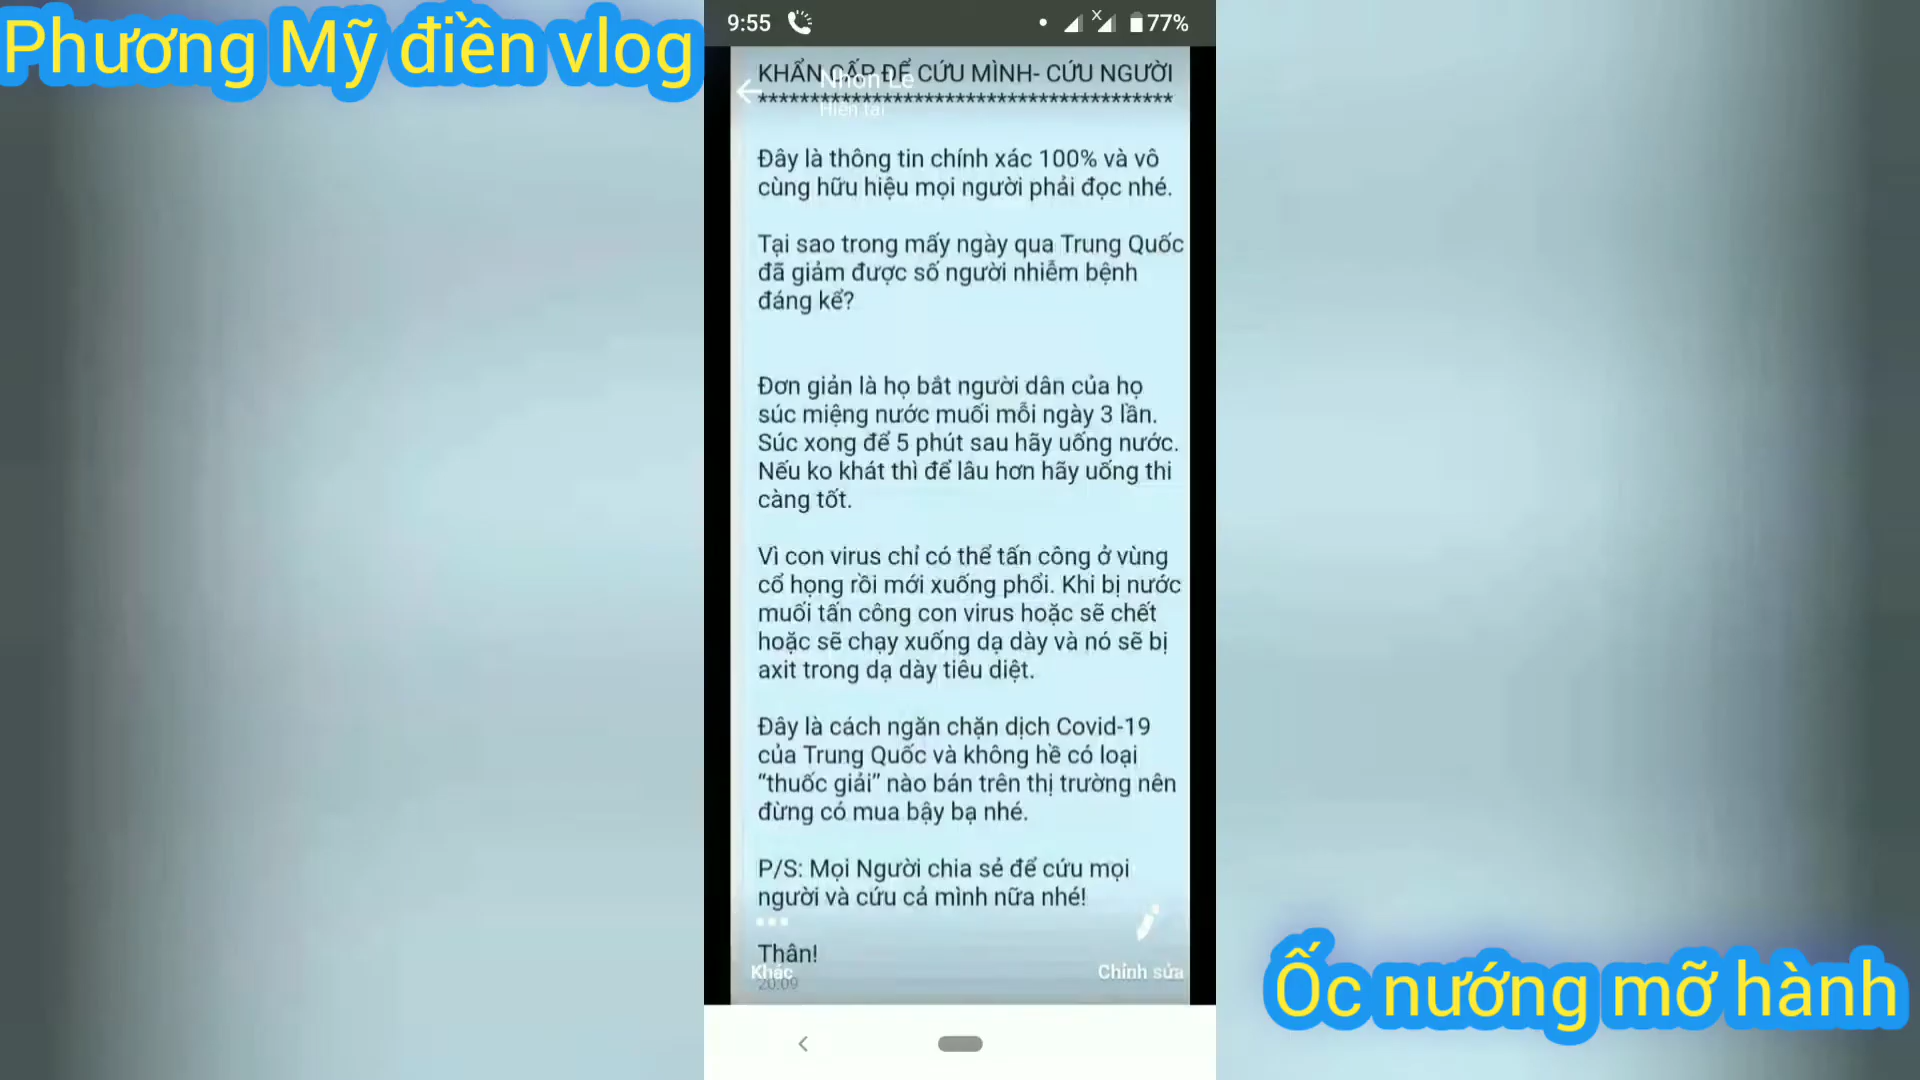 Phương Mỹ điền vlog
9:55
77%
KHẨN CẤP ĐỂ CỨU MÌNH- CỨU NGƯỜI
Nhơn Le
****************************************
Hiện tại
Đây là thông tin chính xác 100% và vô
cùng hữu hiệu mọi người phải đọc nhé.
Tại sao trong mấy ngày qua Trung Quốc
đã giảm được số người nhiễm bệnh
đáng kể?
Đơn giản là họ bắt người dân của họ
súc miệng nước muối mỗi ngày 3 lần.
Súc xong để 5 phút sau hãy uống nước.
Nếu ko khát thì để lâu hơn hãy uống thi
càng tốt.
Vì con virus chỉ có thể tấn công ở vùng
cổ họng rồi mới xuống phổi. Khi bị nước
muối tấn công con virus hoặc sẽ chết
hoặc sẽ chạy xuống dạ dày và nó sẽ bị
axit trong dạ dày tiêu diệt.
Đây là cách ngăn chặn dịch Covid-19
của Trung Quốc và không hề có loại
“thuốc giải” nào bán trên thị trường nên
đừng có mua bậy bạ nhé.
P/S: Mọi Người chia sẻ để cứu mọi
người và cứu cả mình nữa nhé!
Thân!
Khác
Chỉnh sửa
20:09
Ốc nướng mỡ hành